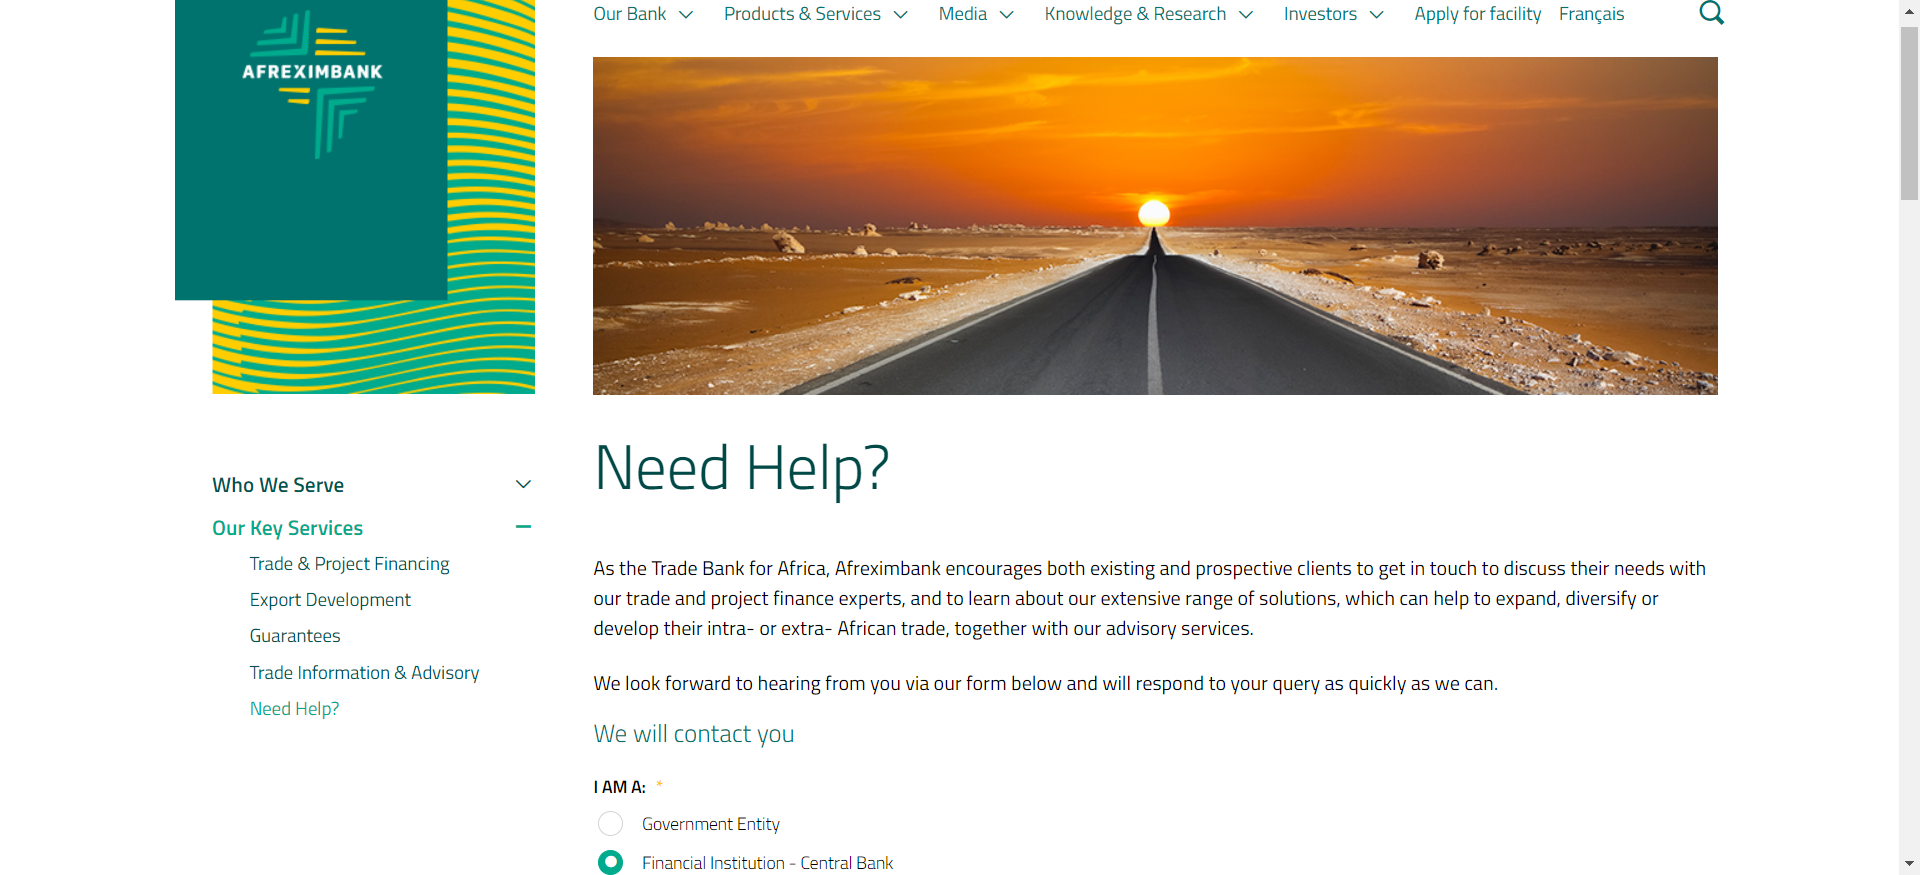 AFREXIMBANK
Our Bank
Products & Services
Media
Knowledge & Research
Investors
Apply for facility
Français
Who We Serve
Our Key Services
Trade & Project Financing
Export Development
Guarantees
Trade Information & Advisory
Need Help?
Need Help?
As the Trade Bank for Africa, Afreximbank encourages both existing and prospective clients to get in touch to discuss their needs with
our trade and project finance experts, and to learn about our extensive range of solutions, which can help to expand, diversify or
develop their intra- or extra- African trade, together with our advisory services.
We look forward to hearing from you via our form below and will respond to your query as quickly as we can.
We will contact you
I AM A: *
Government Entity
Financial Institution - Central Bank